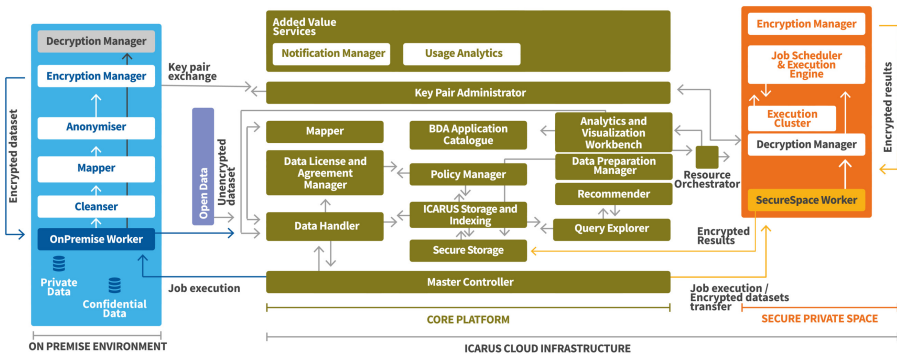 Decryption Manager
Encryption Manager
Anonymiser
Mapper
Cleanser
OnPremise Worker
Private
Data
Confidential
Data
Encrypted dataset
ON PREMISE ENVIRONMENT
Key pair
exchange
Open Data
Unencrypted
dataset
Job execution
Added Value
Services
Notification Manager
Usage Analytics
Key Pair Administrator
Mapper
BDA Application
Catalogue
Analytics and
Visualization
Workbench
Data License and
Agreement
Manager
Policy Manager
Data Preparation
Manager
Recommender
Data Handler
ICARUS Storage and
Indexing
Query Explorer
Secure Storage
Master Controller
CORE PLATFORM
Resource
Orchestrator
Encrypted
Results
Job execution /
Encrypted datasets
transfer
Encryption Manager
Job Scheduler
& Execution
Engine
Execution
Cluster
Decryption Manager
SecureSpace Worker
Encrypted results
SECURE PRIVATE SPACE
ICARUS CLOUD INFRASTRUCTURE